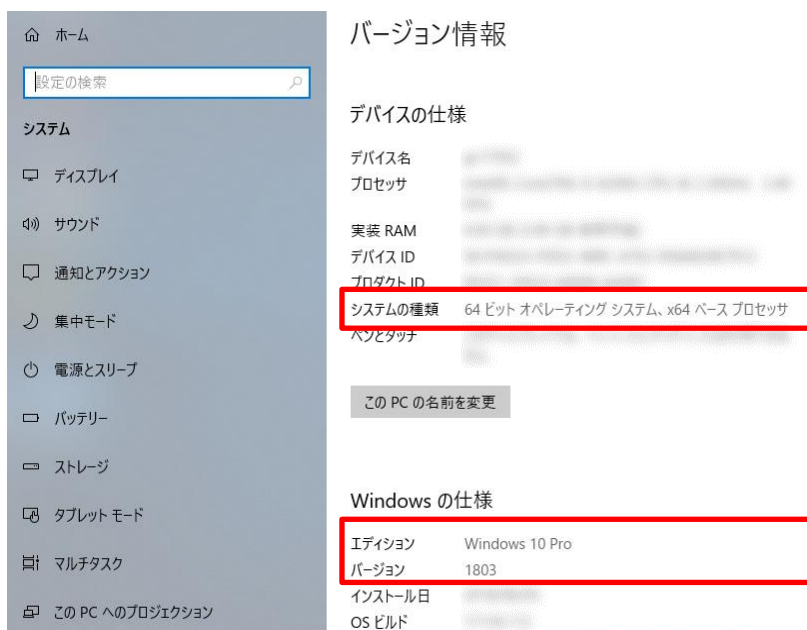 ホーム
設定の検索
システム
ディスプレイ
サウンド
通知とアクション
集中モード
電源とスリープ
バッテリー
ストレージ
タブレット モード
マルチタスク
この PC へのプロジェクション
バージョン情報
デバイスの仕様
デバイス名
プロセッサ
実装 RAM
デバイス ID
プロダクト ID
システムの種類 64 ビット オペレーティング システム、x64 ベース プロセッサ
ペンとタッチ
この PC の名前を変更
Windows の仕様
エディション Windows 10 Pro
バージョン 1803
インストール日
OS ビルド